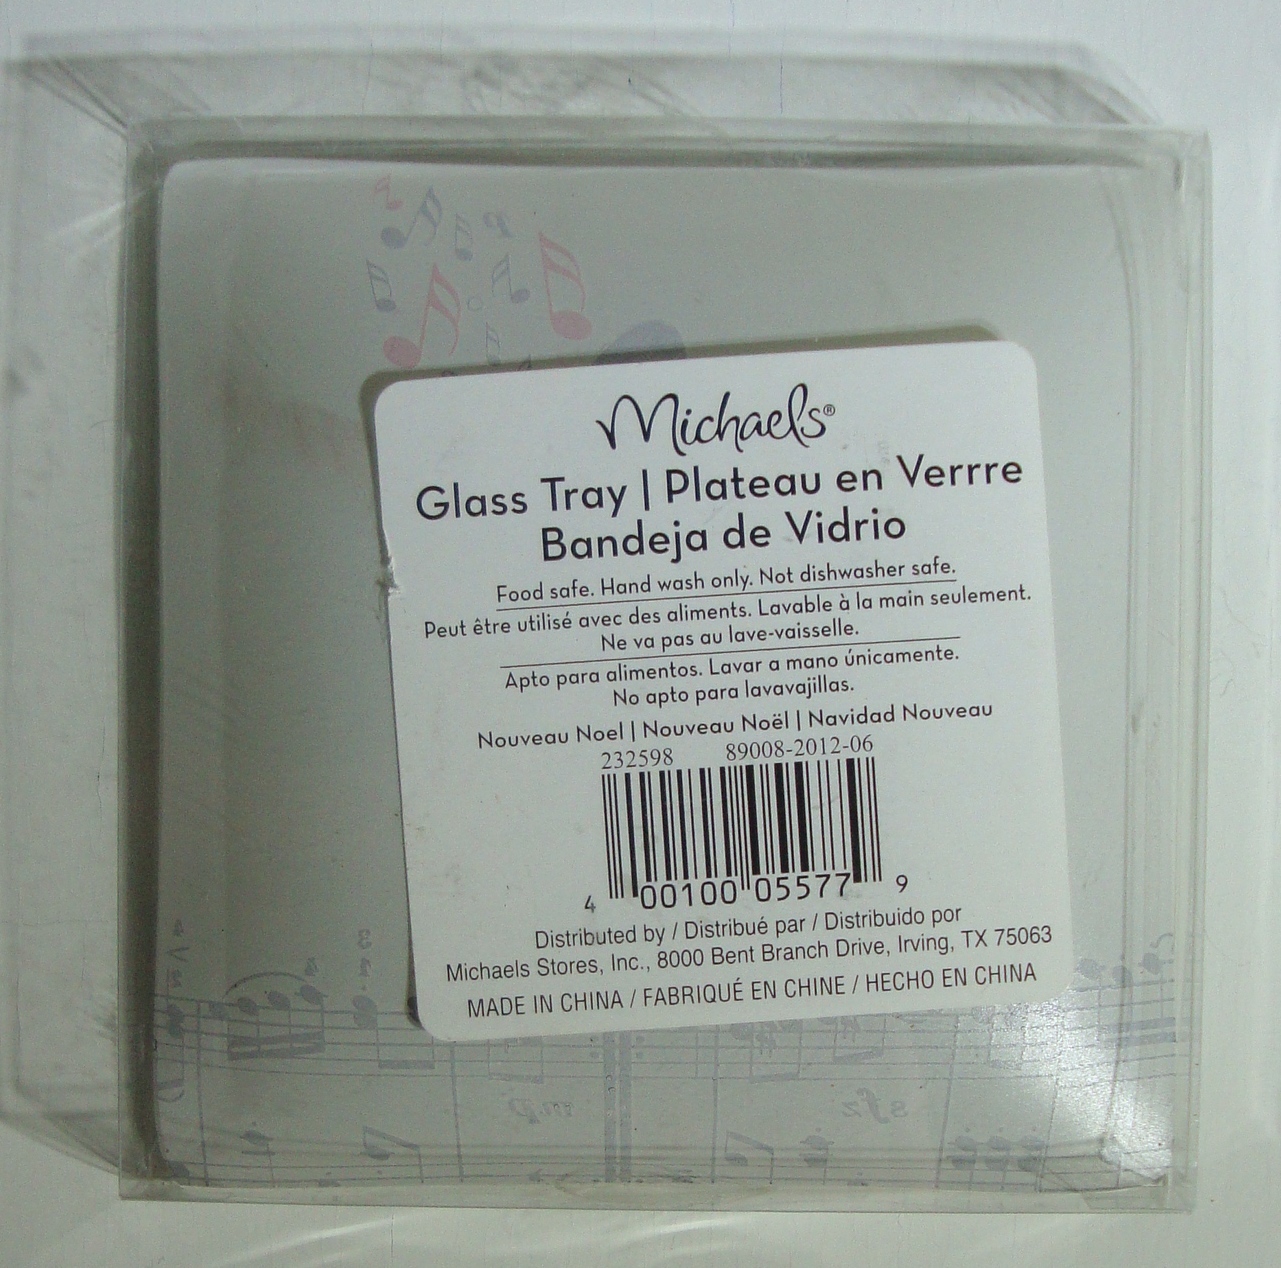 Michaels®
Glass Tray | Plateau en Verrre
Bandeja de Vidrio
Food safe. Hand wash only. Not dishwasher safe.
Peut être utilisé avec des aliments. Lavable à la main seulement.
Ne va pas au lave-vaisselle.
Apto para alimentos. Lavar a mano únicamente.
No apto para lavavajillas.
Nouveau Noel | Nouveau Noël | Navidad Nouveau
232598 89008-2012-06
4 00100 05577 9
Distributed by / Distribué par / Distribuido por
Michaels Stores, Inc., 8000 Bent Branch Drive, Irving, TX 75063
MADE IN CHINA / FABRIQUÉ EN CHINE / HECHO EN CHINA
mp sfz